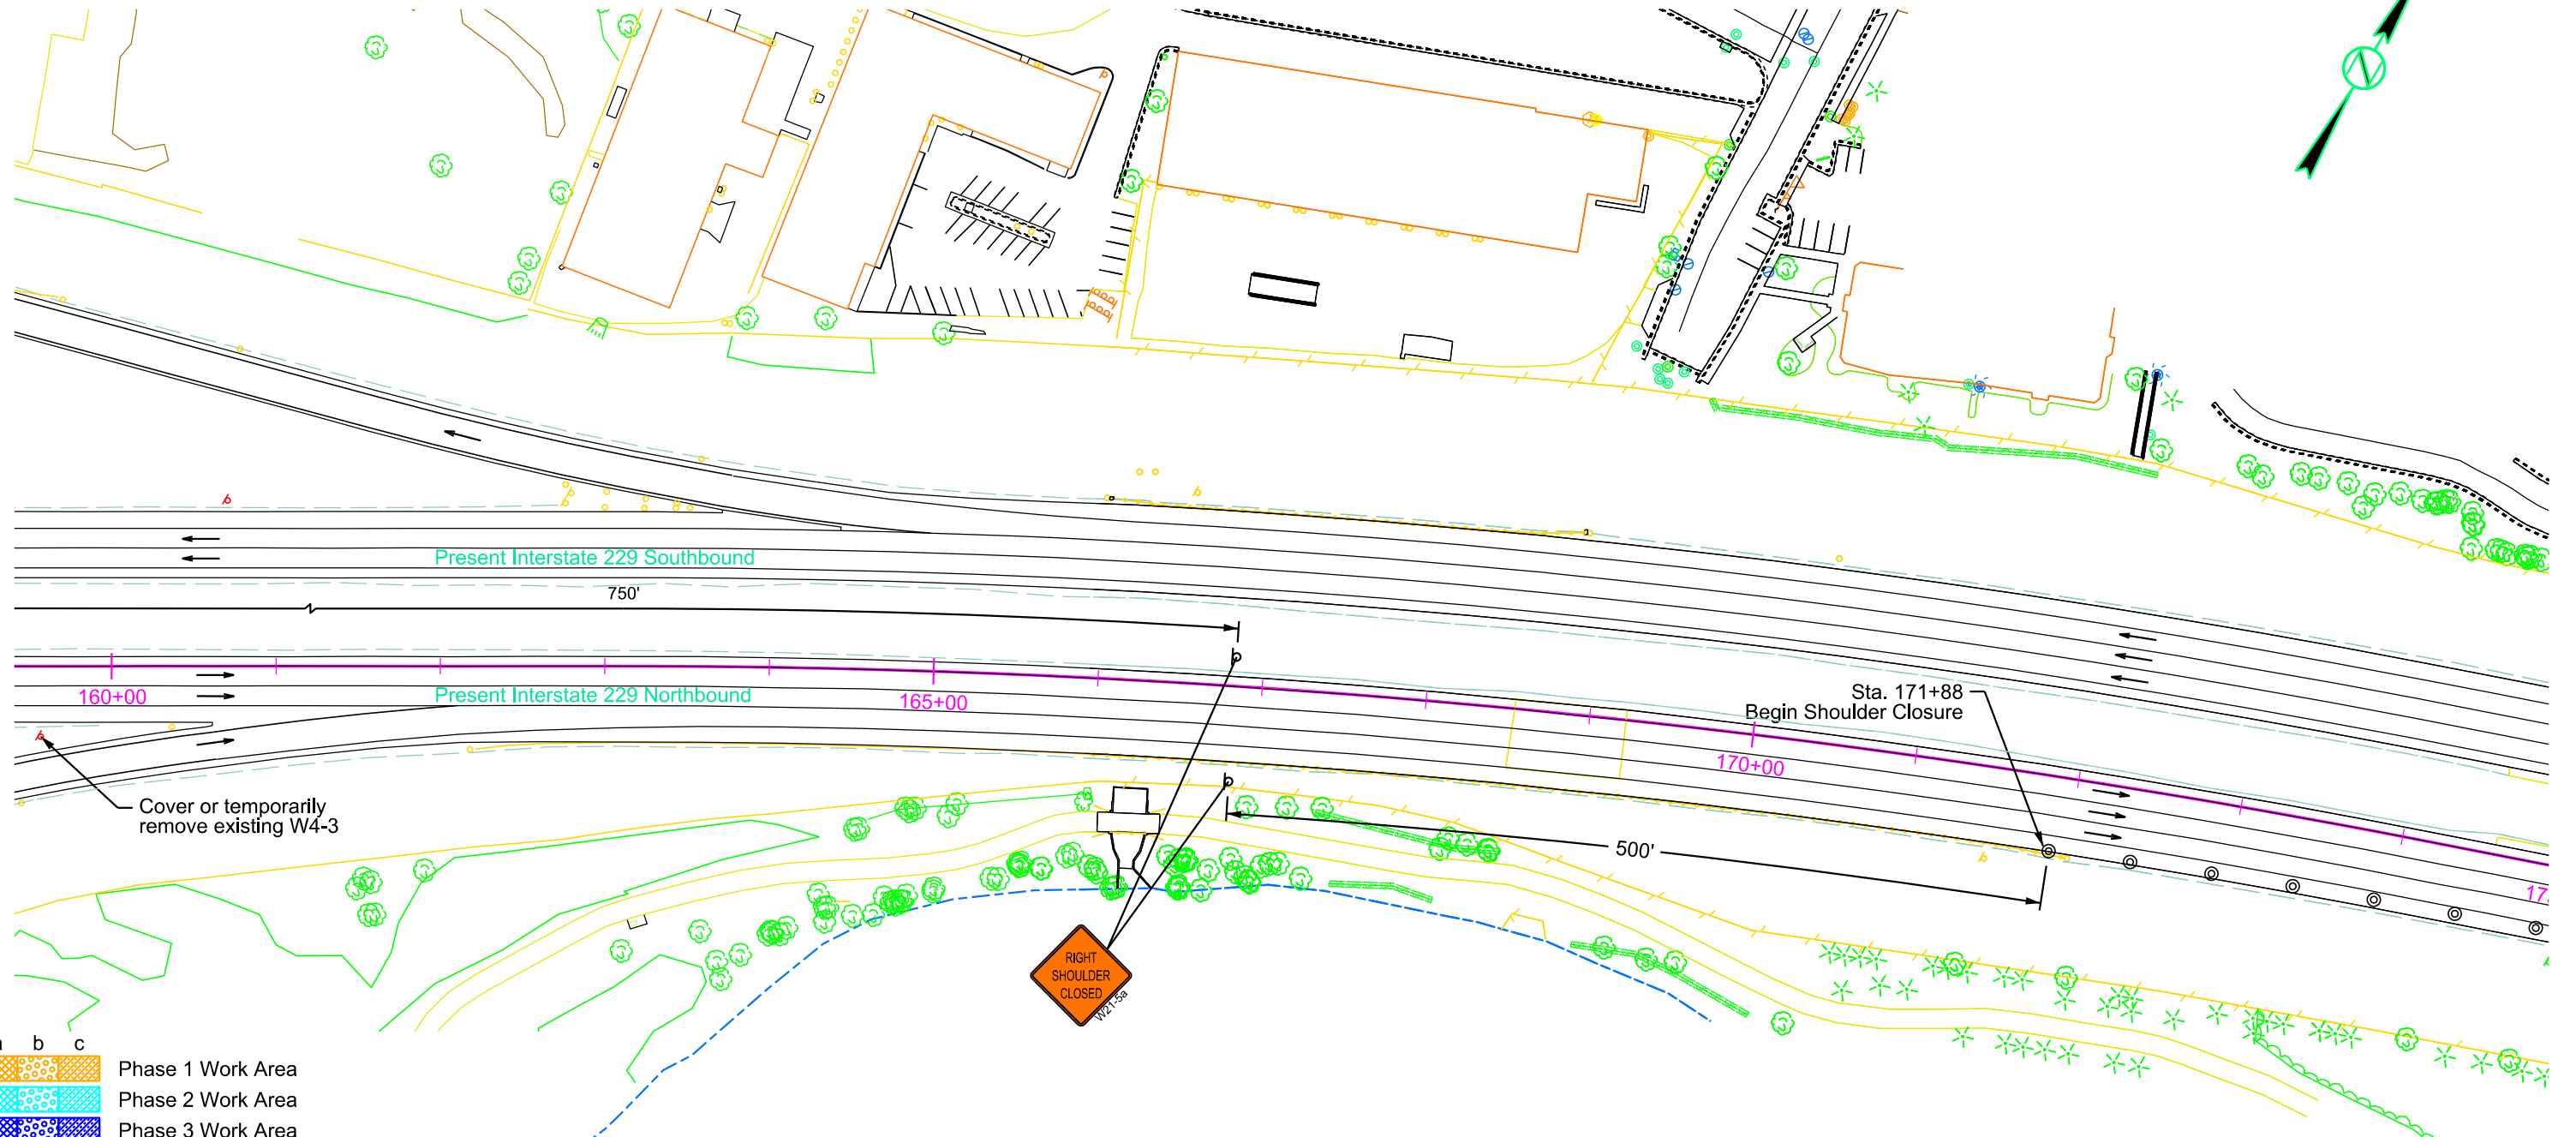 Present Interstate 229 Southbound
750'
160+00
Present Interstate 229 Northbound
165+00
Sta. 171+88
Begin Shoulder Closure
170+00
Cover or temporarily
remove existing W4-3
500'
RIGHT
SHOULDER
CLOSED
W21-5a
b c
Phase 1 Work Area
Phase 2 Work Area
Phase 3 Work Area